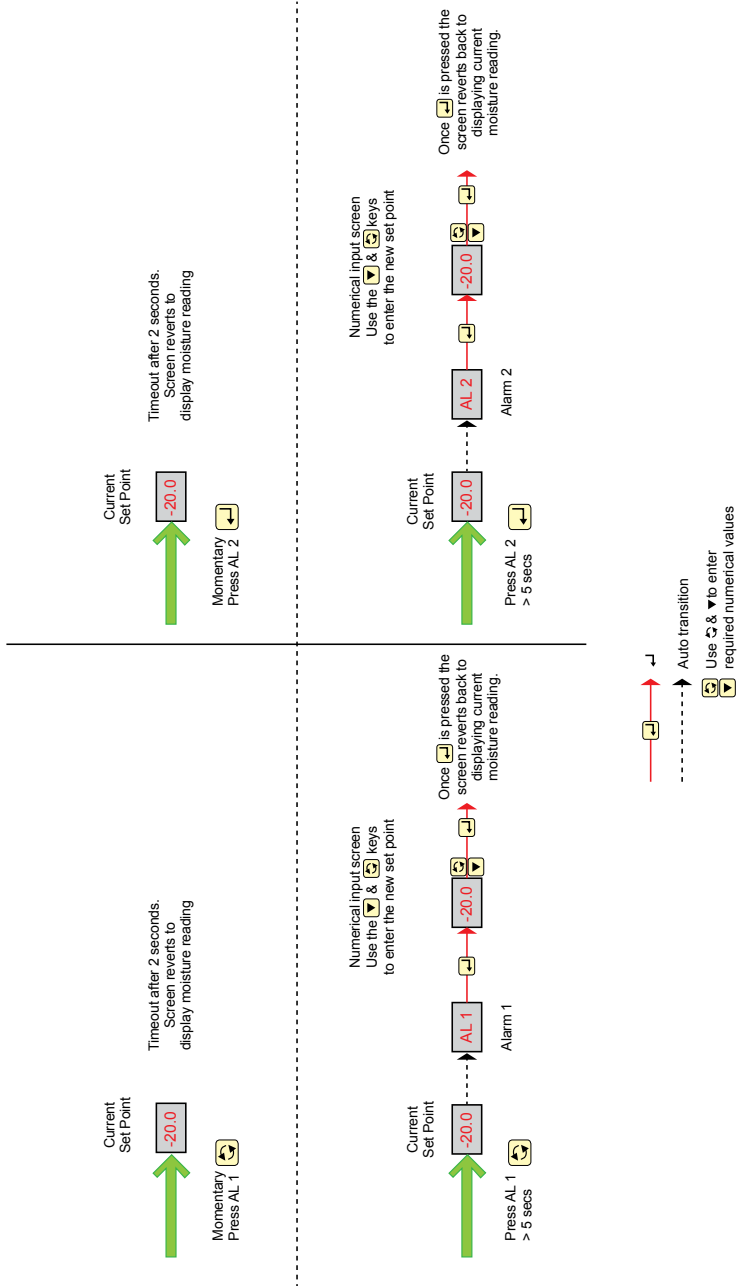 Current
Set Point
-20.0
Momentary
Press AL 1
Timeout after 2 seconds.
Screen reverts to
display moisture reading
Current
Set Point
-20.0
Momentary
Press AL 2
Timeout after 2 seconds.
Screen reverts to
display moisture reading
Current
Set Point
-20.0
Press AL 1
> 5 secs
AL 1
Alarm 1
Numerical input screen
Use the ▼ & keys
to enter the new set point
-20.0
▼
Once ↵ is pressed the
screen reverts back to
displaying current
moisture reading.
Current
Set Point
-20.0
Press AL 2
> 5 secs
AL 2
Alarm 2
Numerical input screen
Use the ▼ & keys
to enter the new set point
-20.0
▼
Once ↵ is pressed the
screen reverts back to
displaying current
moisture reading.
↵
Auto transition
Use & ▼ to enter
required numerical values